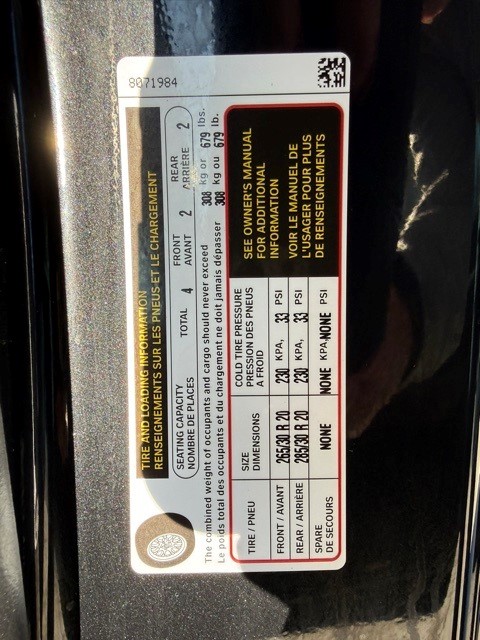 8071984
TIRE AND LOADING INFORMATION
RENSEIGNEMENTS SUR LES PNEUS ET LE CHARGEMENT
SEATING CAPACITY TOTAL 4 FRONT 2 REAR 2
NOMBRE DE PLACES AVANT ARRIÈRE
The combined weight of occupants and cargo should never exceed 308 kg or 679 lbs.
Le poids total des occupants et du chargement ne doit jamais dépasser 308 kg ou 679 lb.
TIRE / PNEU SIZE COLD TIRE PRESSURE
DIMENSIONS PRESSION DES PNEUS
A FROID
FRONT / AVANT 265/30 R 20 230 KPA, 33 PSI
REAR / ARRIÈRE 285/30 R 20 230 KPA, 33 PSI
SPARE NONE NONE KPA, NONE PSI
DE SECOURS
SEE OWNER'S MANUAL
FOR ADDITIONAL
INFORMATION
VOIR LE MANUEL DE
L'USAGER POUR PLUS
DE RENSEIGNEMENTS